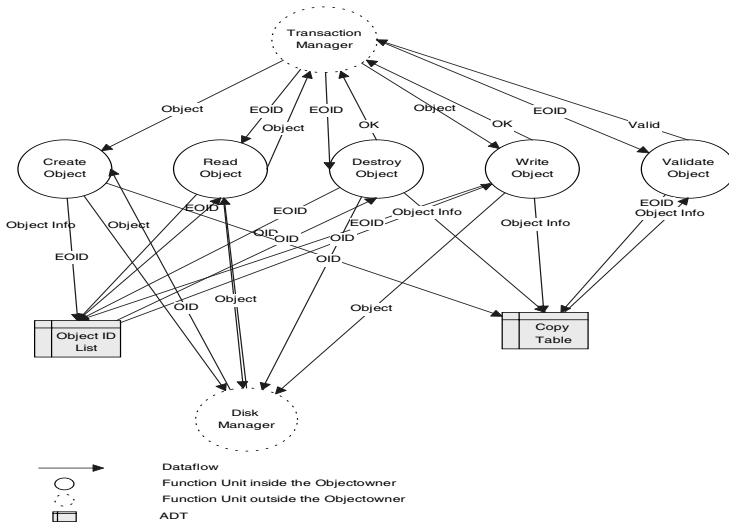 Transaction
Manager
Object
EOID
Object
EOID
OK
Object
OK
EOID
Valid
Create
Object
Read
Object
Destroy
Object
Write
Object
Validate
Object
Object Info
EOID
Object
EOID
EOID
OID
OID
EOID
OID
OID
Object Info
Object Info
EOID
Object Info
OID
Object
Object
Object ID
List
Copy
Table
Disk
Manager
Dataflow
Function Unit inside the Objectowner
Function Unit outside the Objectowner
ADT